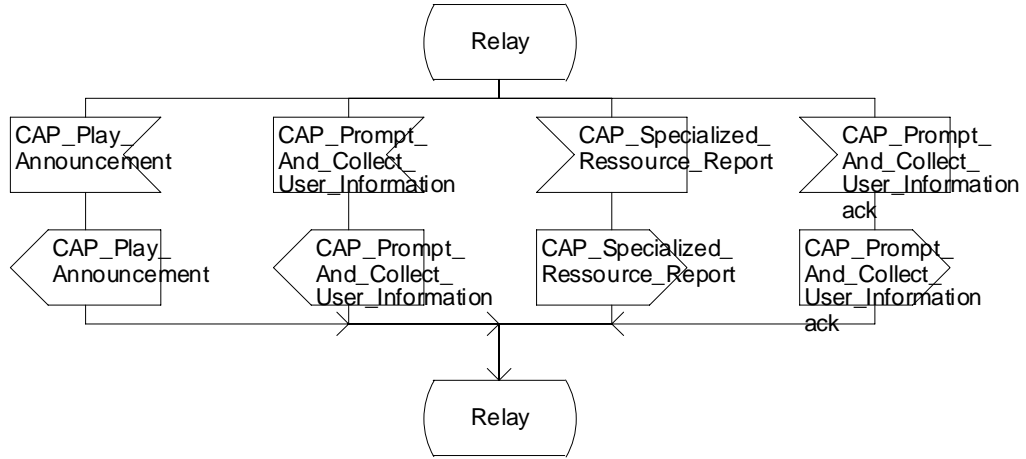 Relay
CAP_Play_
Announcement
CAP_Prompt_
And_Collect_
User_Information
CAP_Specialized_
Ressource_Report
CAP_Prompt_
And_Collect_
User_Information
ack
CAP_Play_
Announcement
CAP_Prompt_
And_Collect_
User_Information
CAP_Specialized_
Ressource_Report
CAP_Prompt_
And_Collect_
User_Information
ack
Relay